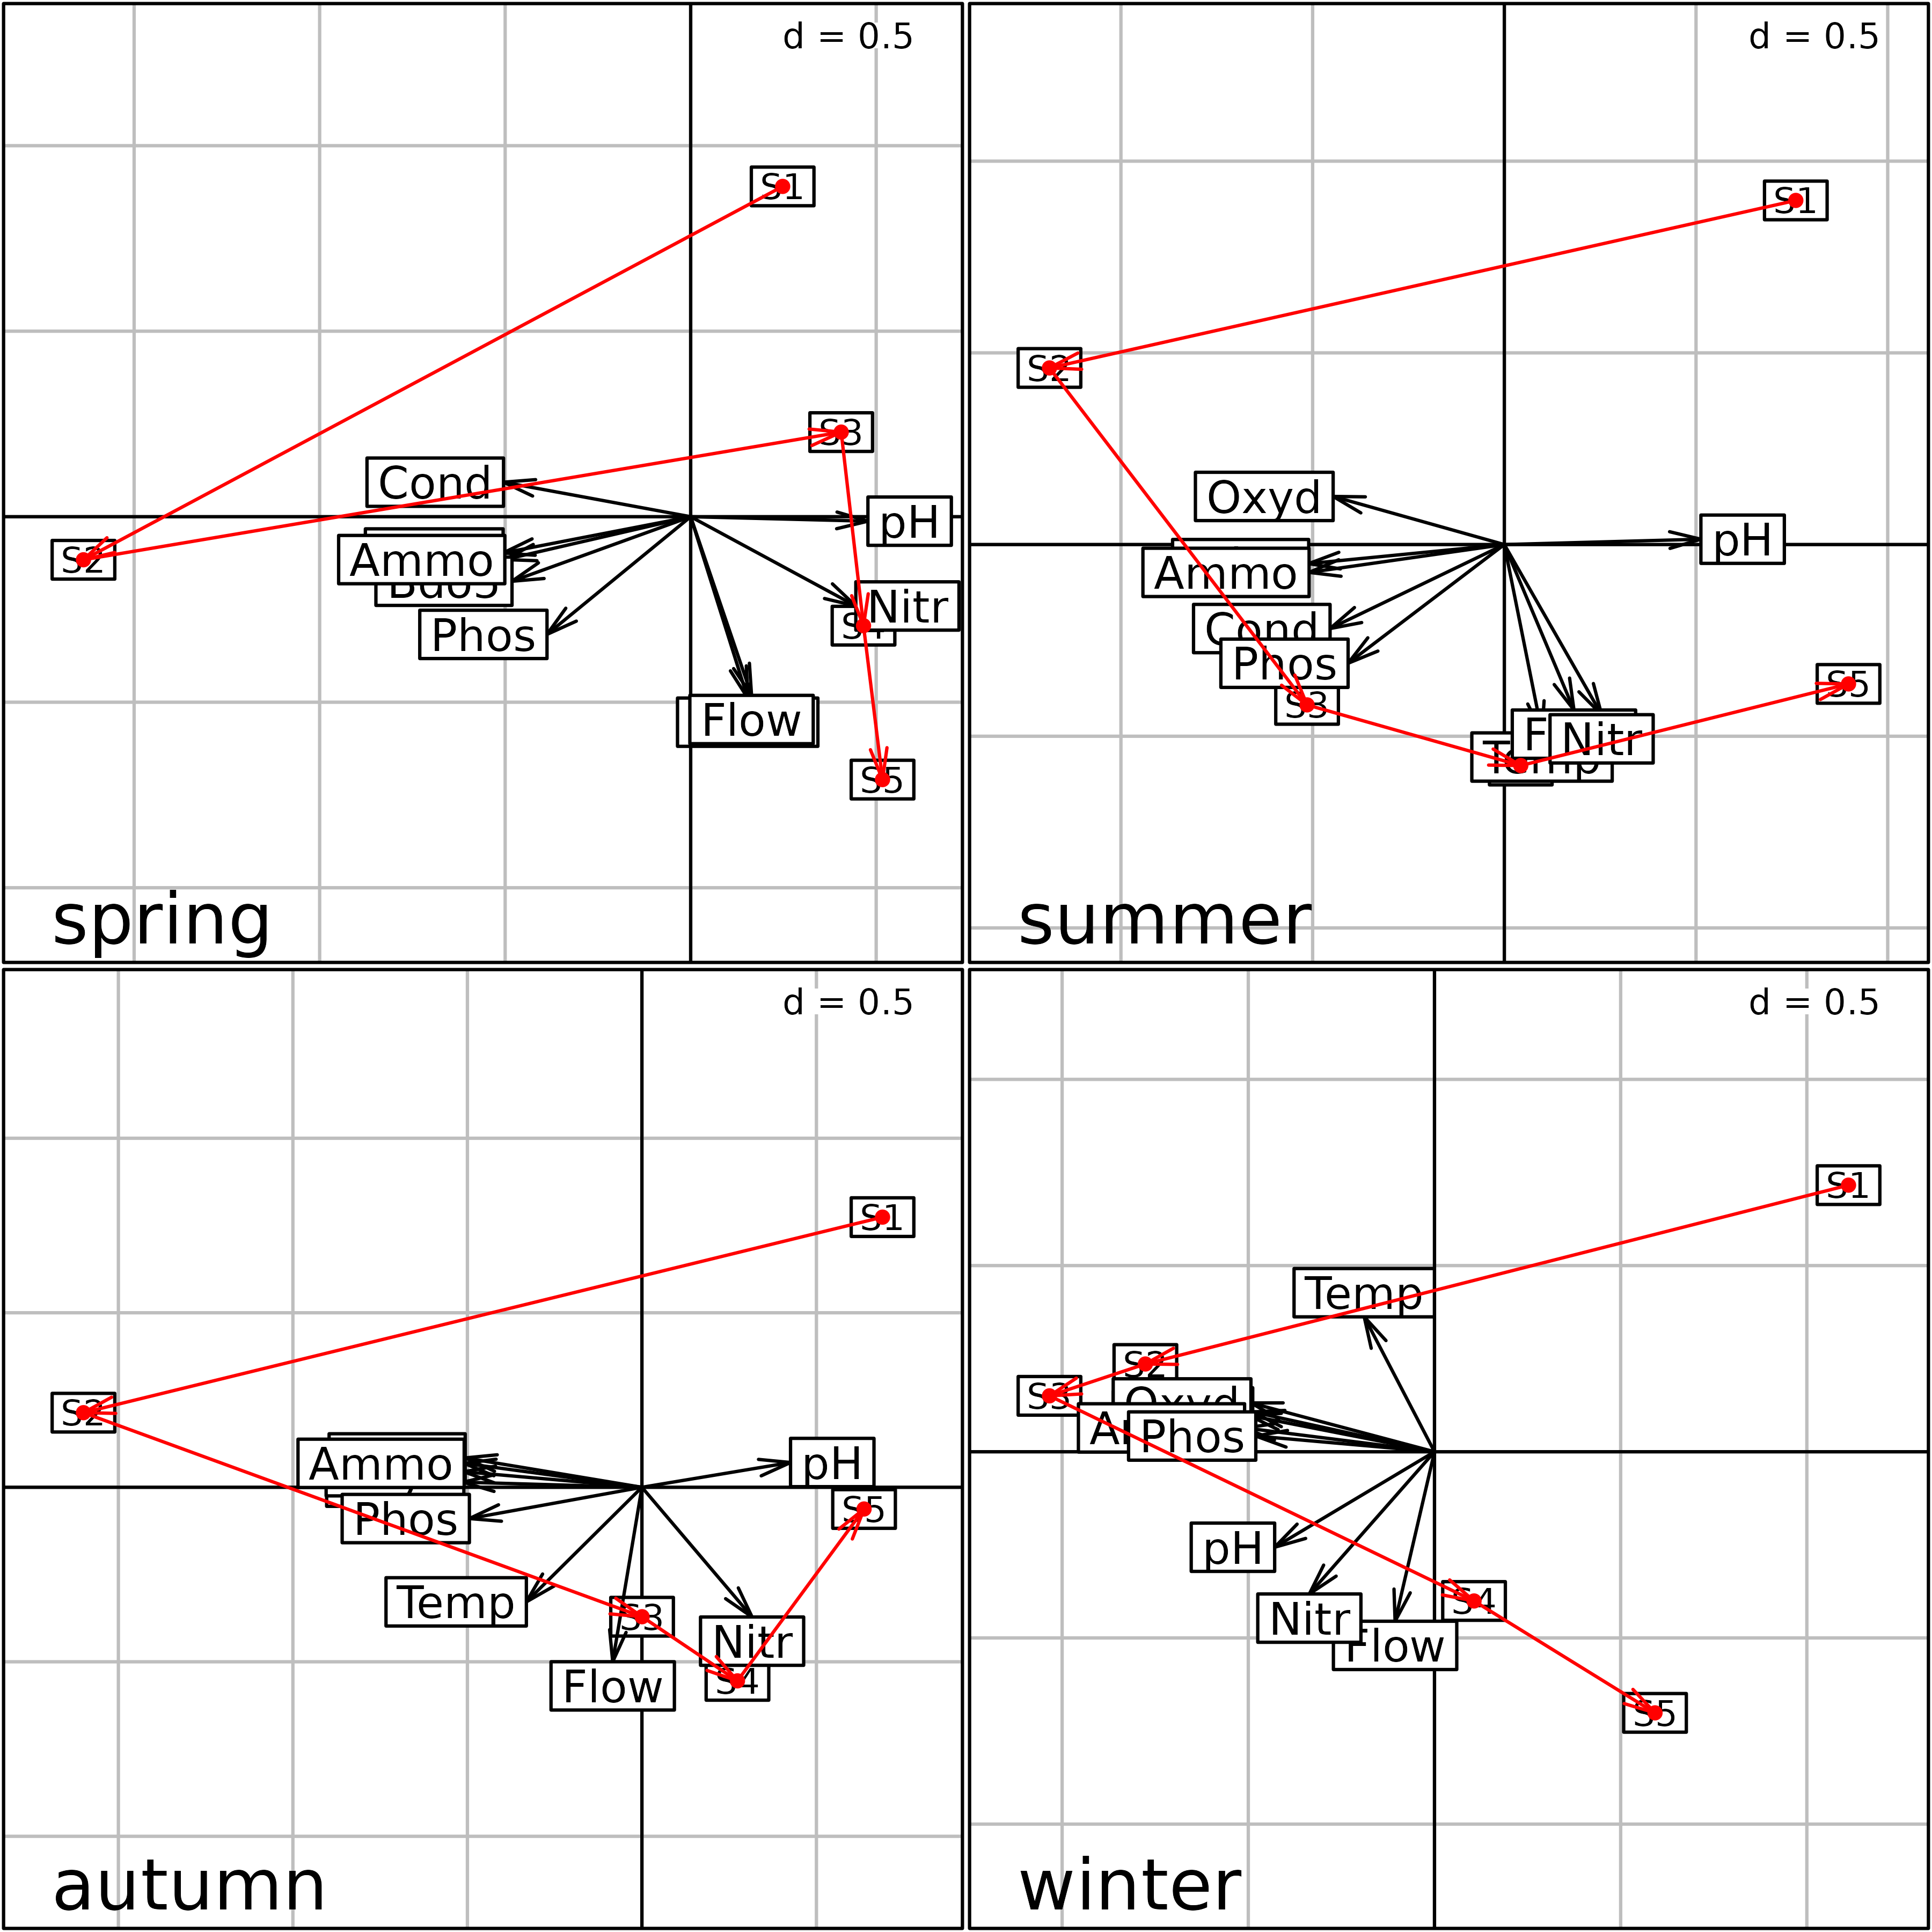 d = 0.5
S1
S3
Cond
pH
Ammo
S2
Bdo5
Nitr
Phos
Flow
S5
spring
d = 0.5
S1
S2
Oxyd
pH
Ammo
Cond
Phos
S5
S3
Nitr
Temp
summer
d = 0.5
S1
S2
Ammo
pH
S5
Phos
Temp
S3
Nitr
Flow
S4
autumn
d = 0.5
S1
Temp
S2
S3
Oxyd
Phos
pH
S4
Nitr
Flow
S5
winter